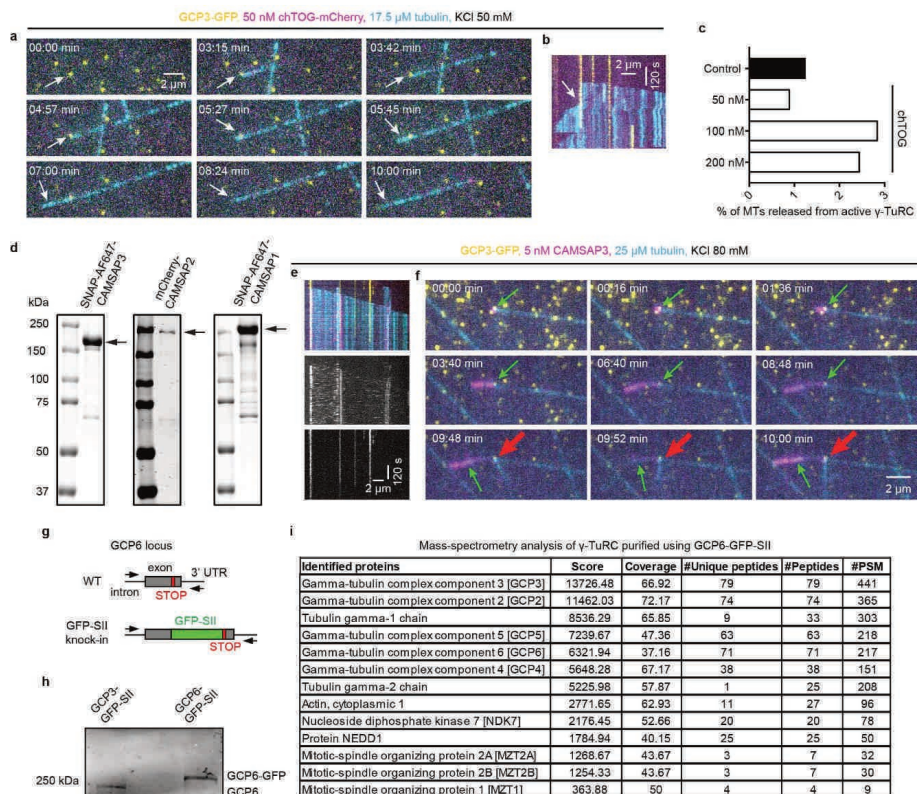 GCP3-GFP, 50 nM chTOG-mCherry, 17.5 µM tubulin, KCl 50 mM
a
00:00 min
2 µm
03:15 min
03:42 min
04:57 min
05:27 min
05:45 min
07:00 min
08:24 min
10:00 min
b
2 µm
120 s
c
Control
50 nM
100 nM
200 nM
chTOG
0
1
2
3
% of MTs released from active γ-TuRC
d
kDa
SNAP-AF647-
CAMSAP3
mCherry-
CAMSAP2
SNAP-AF647-
CAMSAP1
250
150
100
75
50
37
GCP3-GFP, 5 nM CAMSAP3, 25 µM tubulin, KCl 80 mM
e
120 s
2 µm
f
00:00 min
00:16 min
01:36 min
03:40 min
06:40 min
08:48 min
09:48 min
09:52 min
10:00 min
2 µm
g
GCP6 locus
WT
exon
3' UTR
intron
STOP
GFP-SII
knock-in
GFP-SII
STOP
h
GCP3-
GFP-SII
GCP6-
GFP-SII
250 kDa
GCP6-GFP
GCP6
i
Mass-spectrometry analysis of γ-TuRC purified using GCP6-GFP-SII
Identified proteins Score Coverage #Unique peptides #Peptides #PSM
Gamma-tubulin complex component 3 [GCP3] 13726.48 66.92 79 79 441
Gamma-tubulin complex component 2 [GCP2] 11462.03 72.17 74 74 365
Tubulin gamma-1 chain 8536.29 65.85 9 33 303
Gamma-tubulin complex component 5 [GCP5] 7239.67 47.36 63 63 218
Gamma-tubulin complex component 6 [GCP6] 6321.94 37.16 71 71 217
Gamma-tubulin complex component 4 [GCP4] 5648.28 67.17 38 38 151
Tubulin gamma-2 chain 5225.98 57.87 1 25 208
Actin, cytoplasmic 1 2771.65 62.93 11 27 96
Nucleoside diphosphate kinase 7 [NDK7] 2176.45 52.66 20 20 78
Protein NEDD1 1784.94 40.15 25 25 50
Mitotic-spindle organizing protein 2A [MZT2A] 1268.67 43.67 3 7 32
Mitotic-spindle organizing protein 2B [MZT2B] 1254.33 43.67 3 7 30
Mitotic-spindle organizing protein 1 [MZT1] 363.88 50 4 4 9